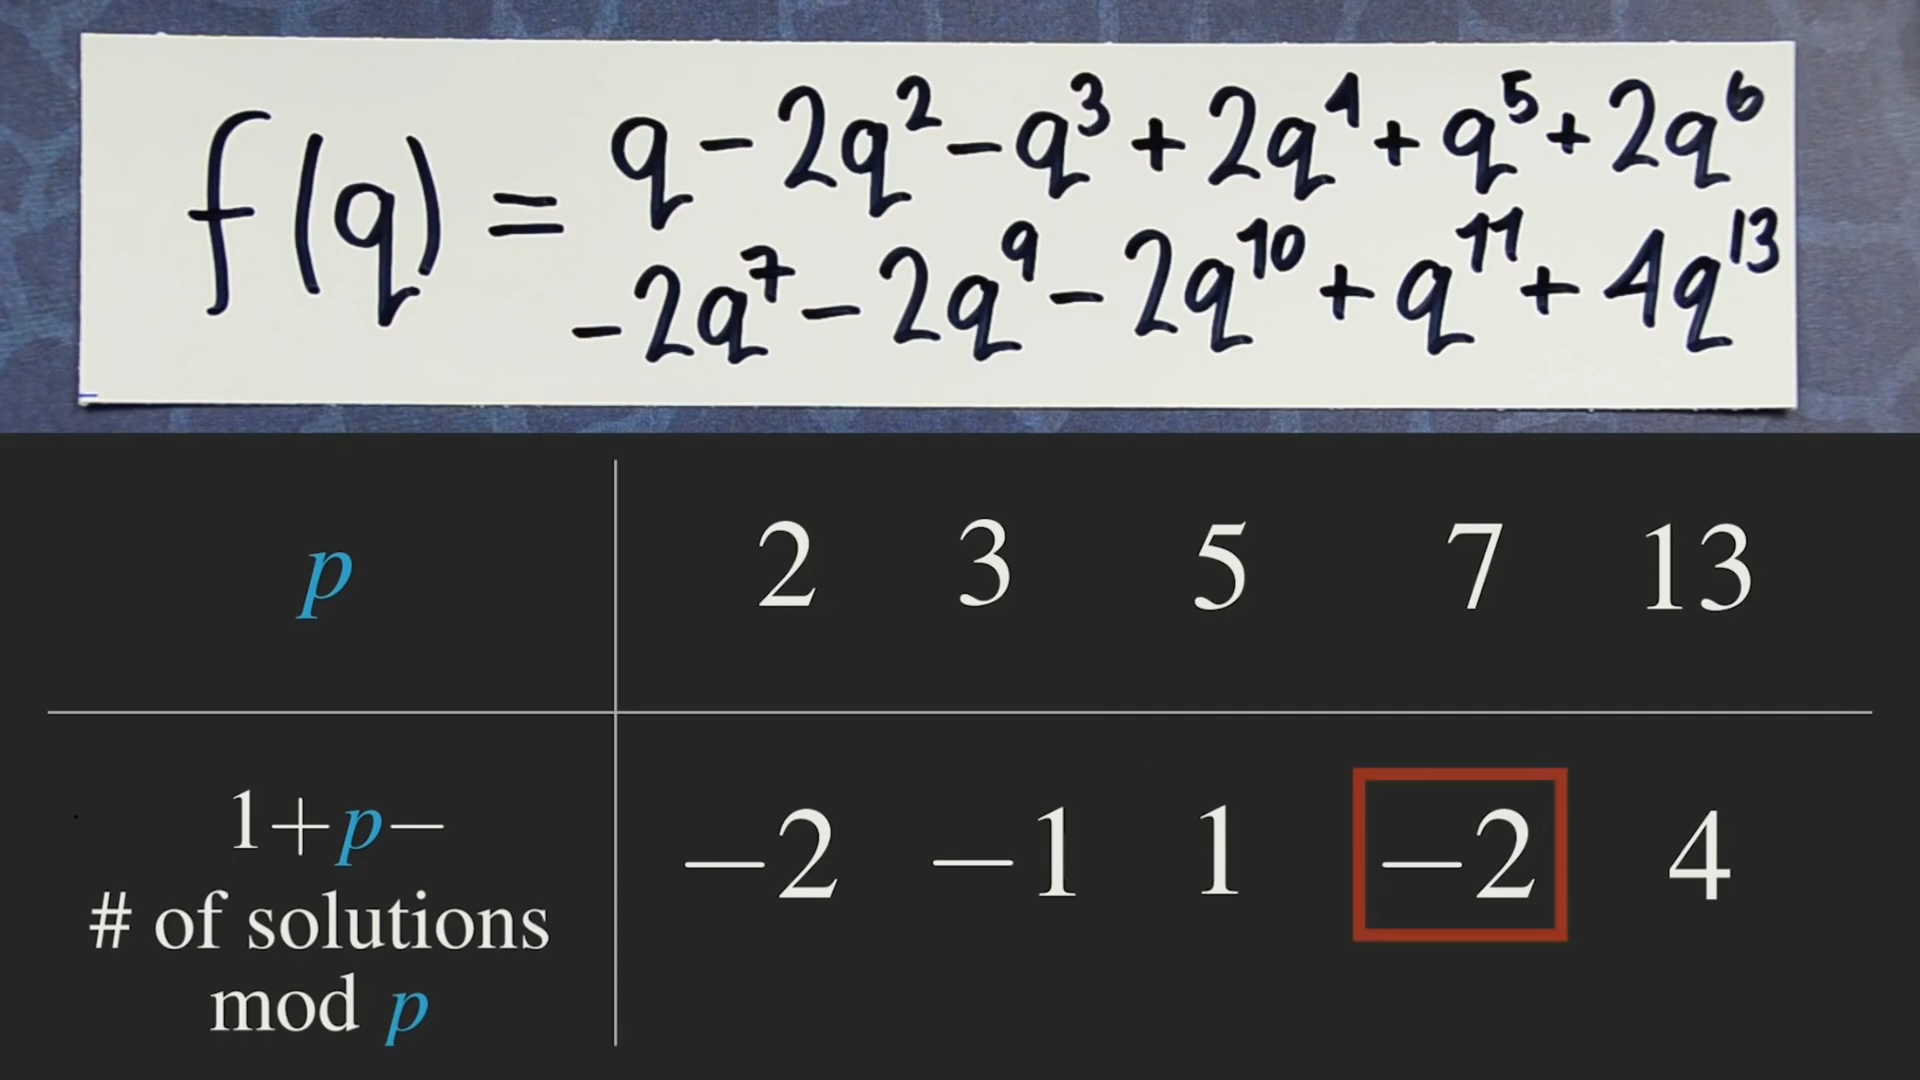 f(q) = q - 2q² - q³ + 2q⁴ + q⁵ + 2q⁶
- 2q⁷ - 2q⁹ - 2q¹⁰ + q¹¹ + 4q¹³
p 2 3 5 7 13
1+p− −2 −1 1 −2 4
# of solutions
mod p